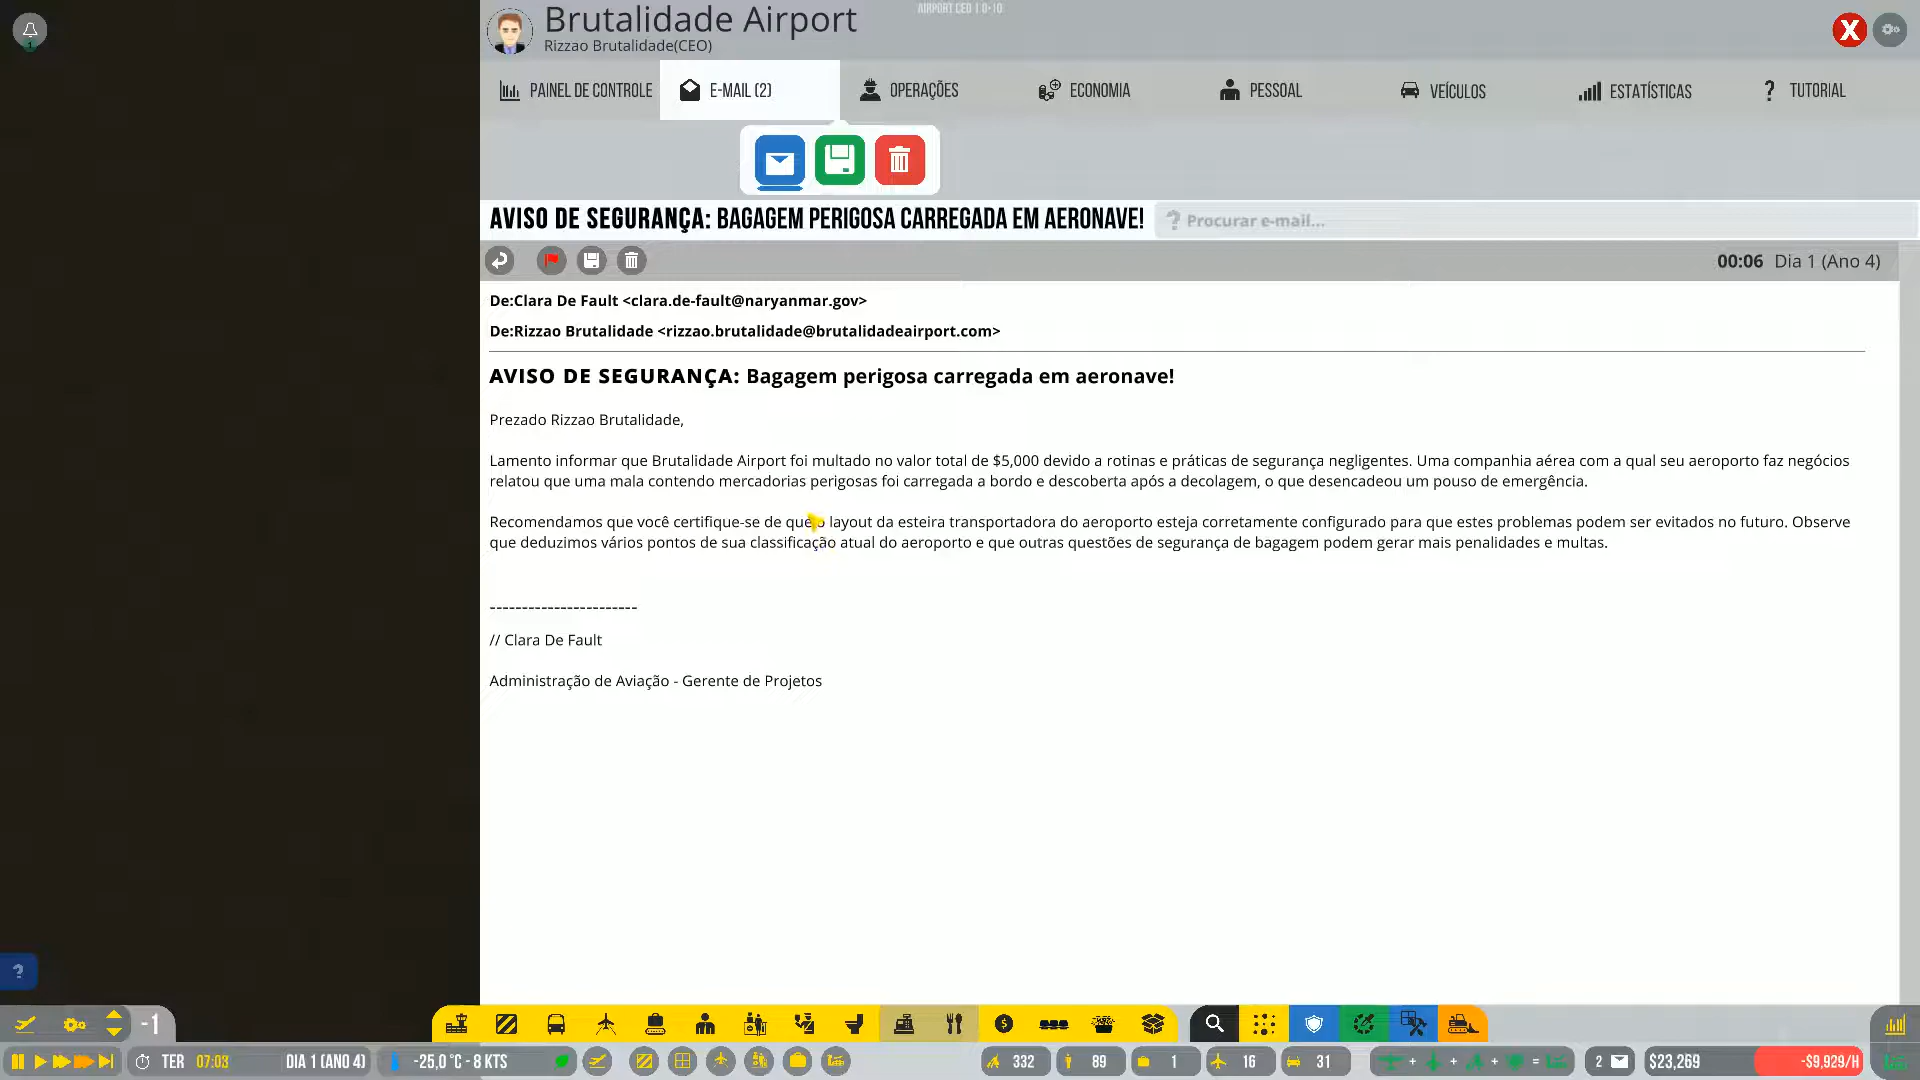 AIRPORT CEO 1.0-10
Brutalidade Airport
Rizzao Brutalidade(CEO)
X
1
PAINEL DE CONTROLE
E-MAIL (2)
OPERAÇÕES
ECONOMIA
PESSOAL
VEÍCULOS
ESTATÍSTICAS
? TUTORIAL
AVISO DE SEGURANÇA: BAGAGEM PERIGOSA CARREGADA EM AERONAVE!
? Procurar e-mail...
00:06 Dia 1 (Ano 4)
De:Clara De Fault <clara.de-fault@naryanmar.gov>
De:Rizzao Brutalidade <rizzao.brutalidade@brutalidadeairport.com>
AVISO DE SEGURANÇA: Bagagem perigosa carregada em aeronave!
Prezado Rizzao Brutalidade,
Lamento informar que Brutalidade Airport foi multado no valor total de $5,000 devido a rotinas e práticas de segurança negligentes. Uma companhia aérea com a qual seu aeroporto faz negócios
relatou que uma mala contendo mercadorias perigosas foi carregada a bordo e descoberta após a decolagem, o que desencadeou um pouso de emergência.
Recomendamos que você certifique-se de que o layout da esteira transportadora do aeroporto esteja corretamente configurado para que estes problemas podem ser evitados no futuro. Observe
que deduzimos vários pontos de sua classificação atual do aeroporto e que outras questões de segurança de bagagem podem gerar mais penalidades e multas.
-----------------------
// Clara De Fault
Administração de Aviação - Gerente de Projetos
?
-1
TER 07:03 DIA 1 (ANO 4)
-25,0 °C - 8 KTS
332
89
1
16
31
+ + + =
2
$23,269
-$9,929/H